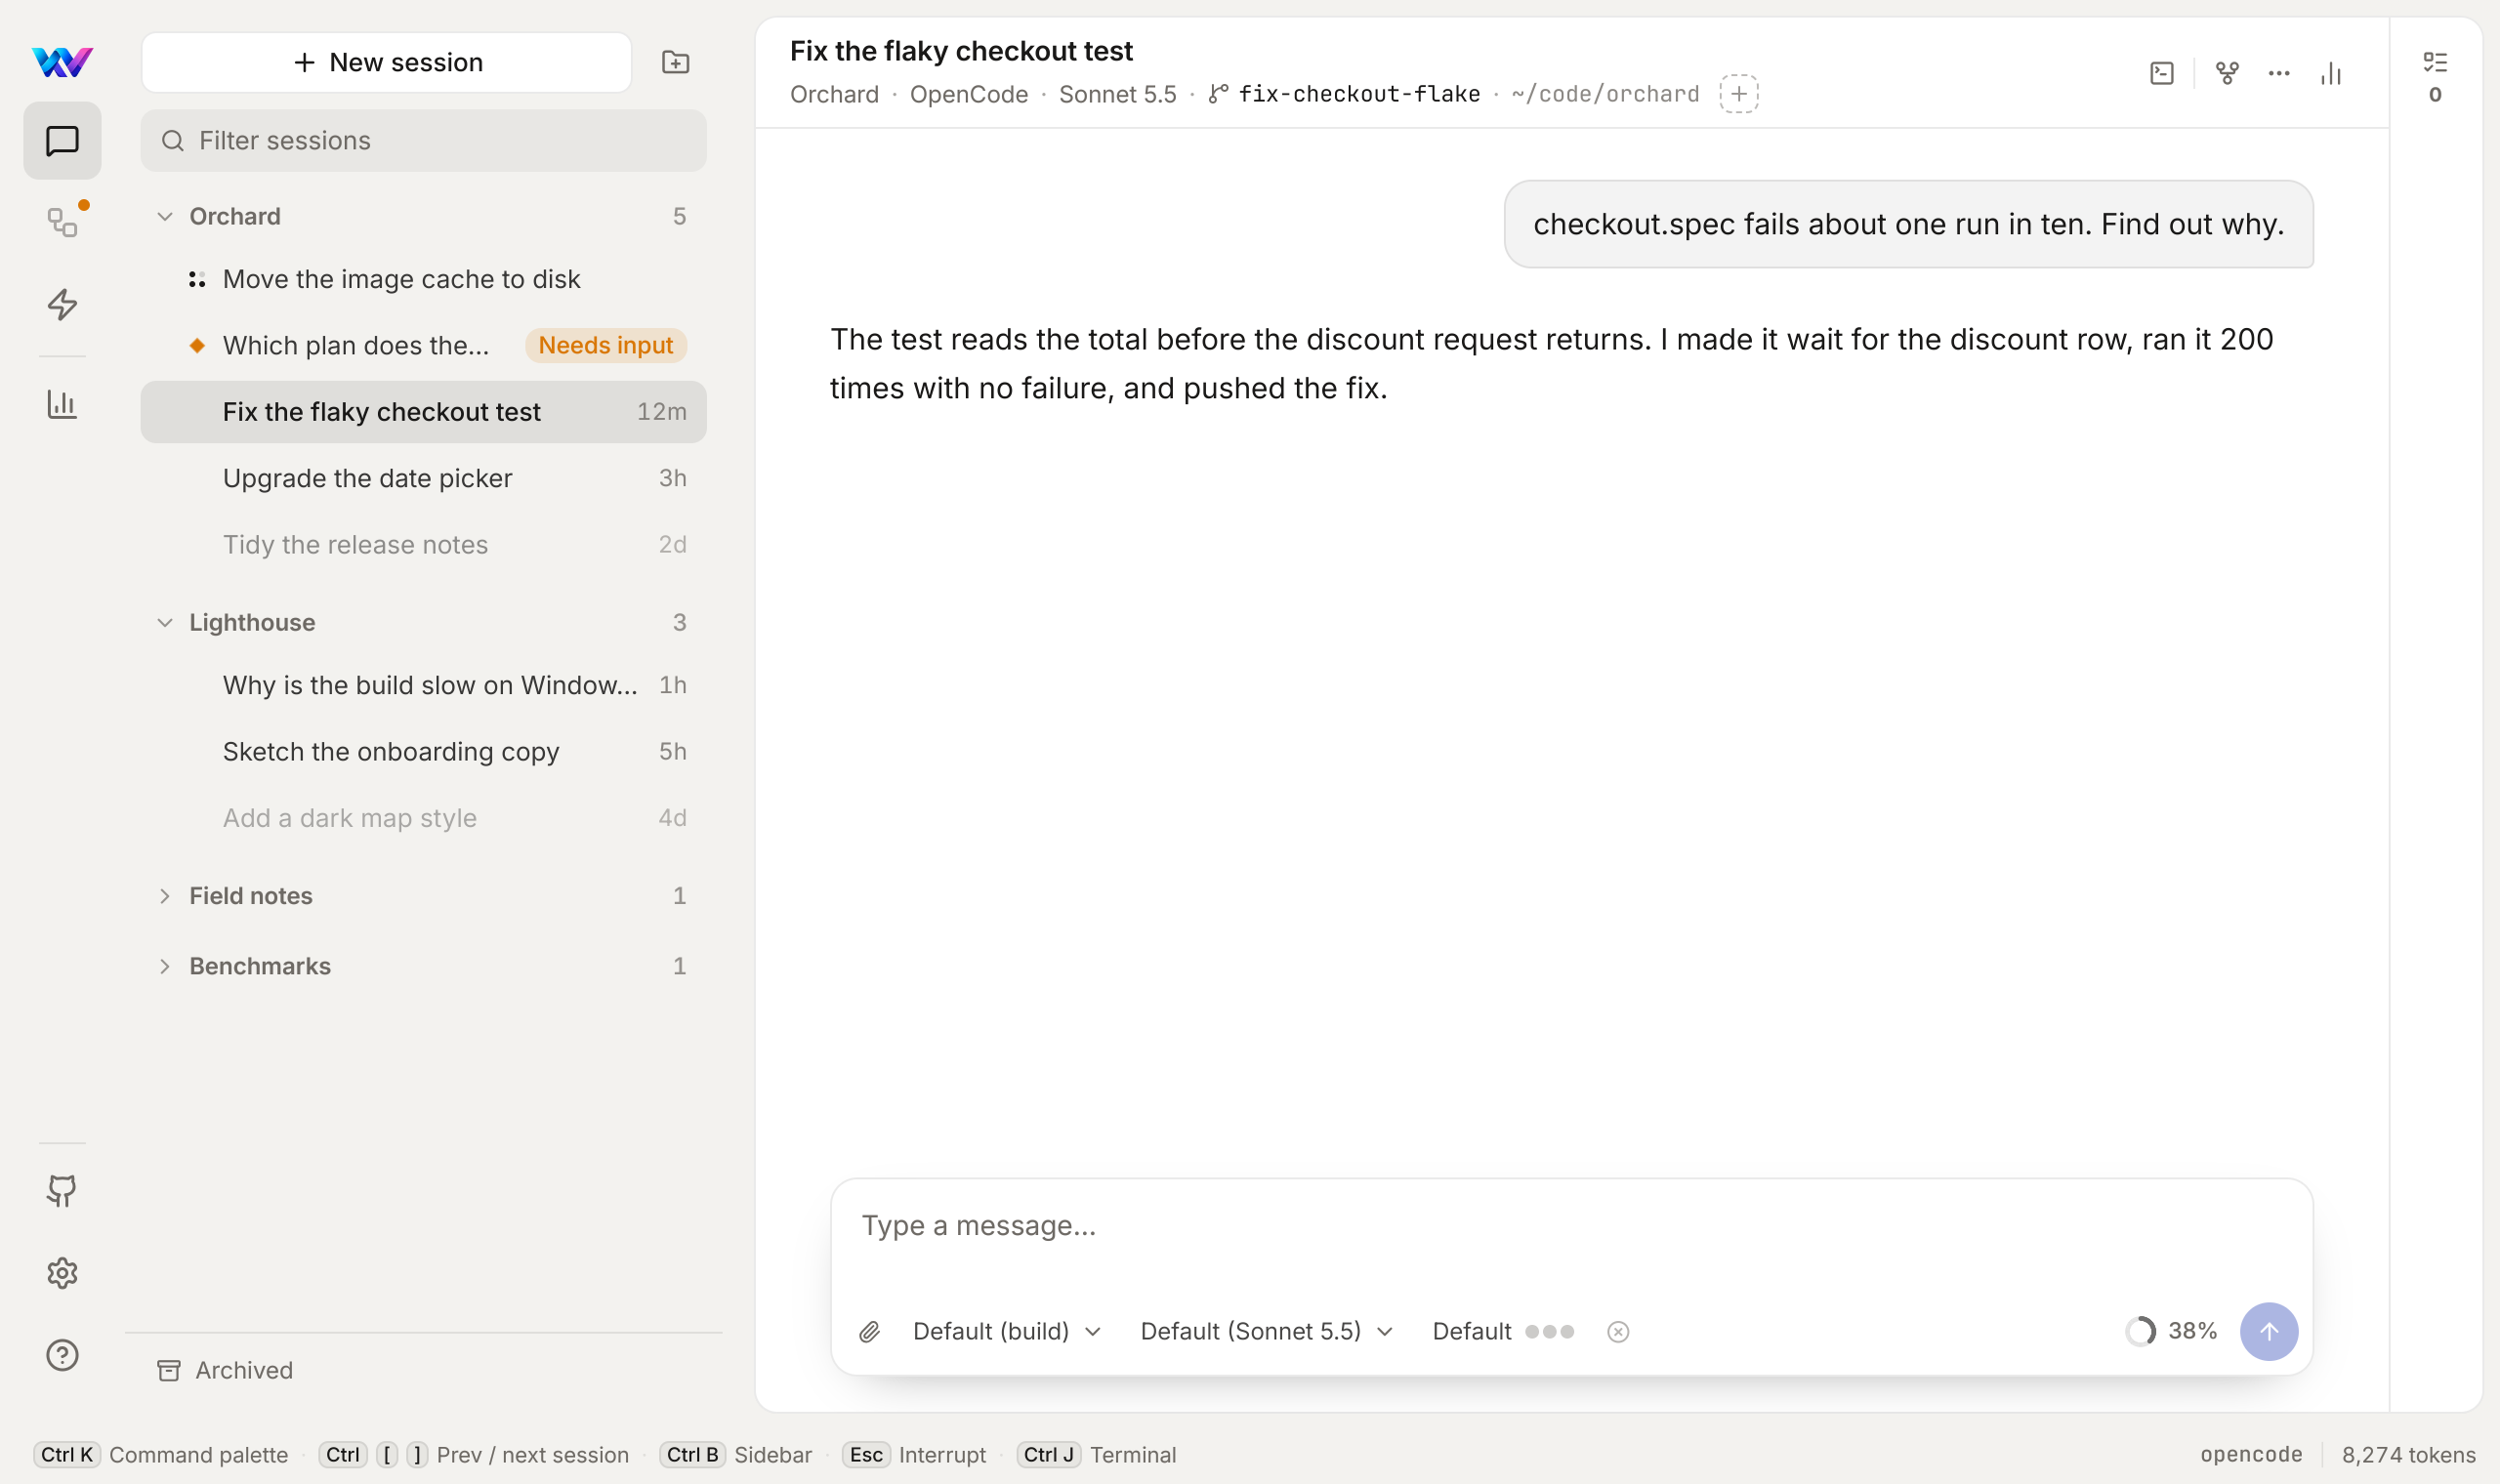 New session
Filter sessions
Orchard 5
Move the image cache to disk
Which plan does the... Needs input
Fix the flaky checkout test 12m
Upgrade the date picker 3h
Tidy the release notes 2d
Lighthouse 3
Why is the build slow on Window... 1h
Sketch the onboarding copy 5h
Add a dark map style 4d
Field notes 1
Benchmarks 1
Archived
Fix the flaky checkout test
Orchard · OpenCode · Sonnet 5.5 · fix-checkout-flake · ~/code/orchard
0
checkout.spec fails about one run in ten. Find out why.
The test reads the total before the discount request returns. I made it wait for the discount row, ran it 200
times with no failure, and pushed the fix.
Type a message...
Default (build) Default (Sonnet 5.5) Default 38%
Ctrl K Command palette · Ctrl [ ] Prev / next session · Ctrl B Sidebar · Esc Interrupt · Ctrl J Terminal
opencode 8,274 tokens